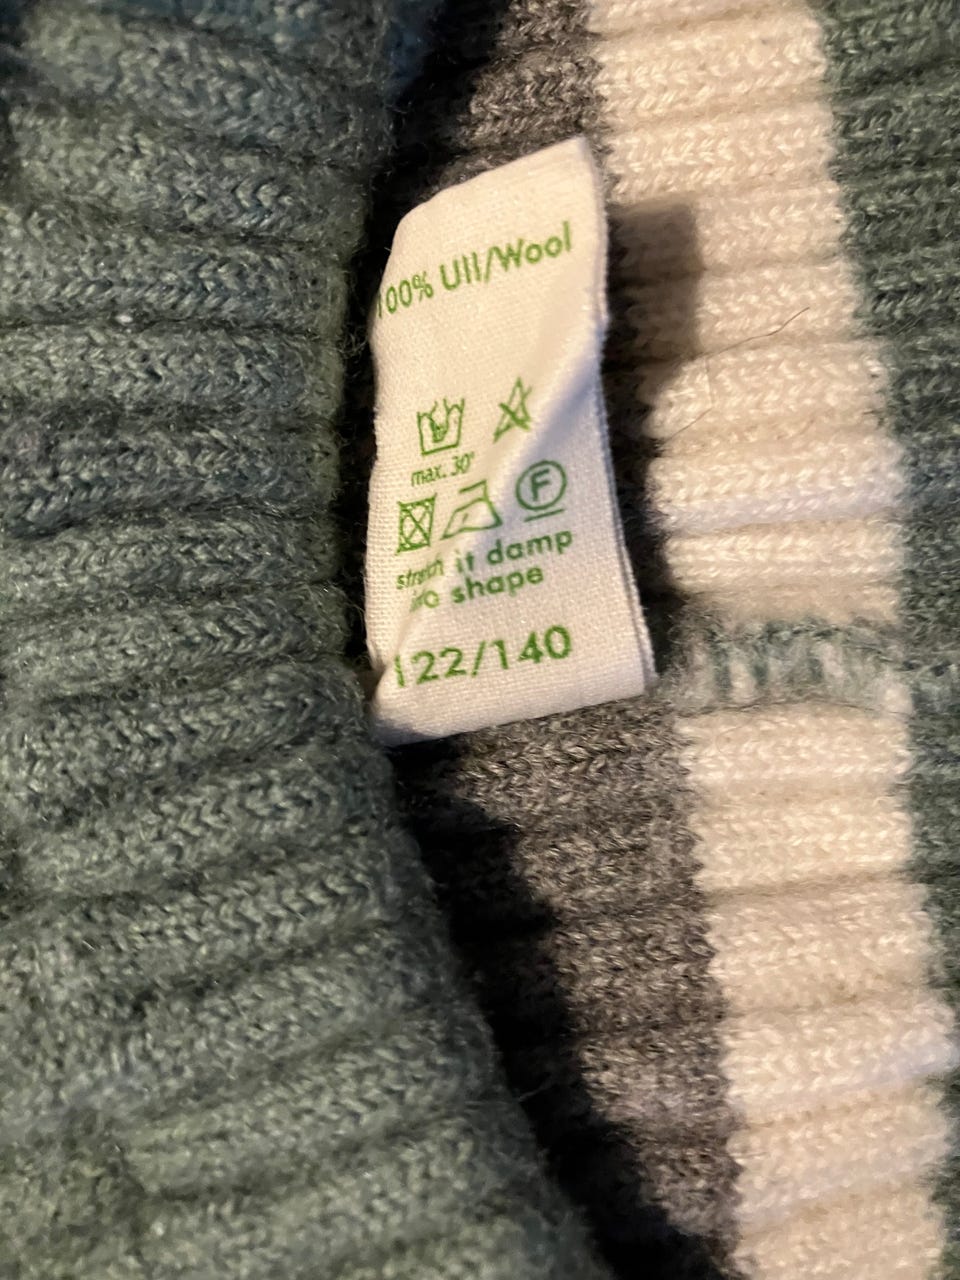 100% Ull/Wool
max. 30°
F
stretch it damp
into shape
122/140